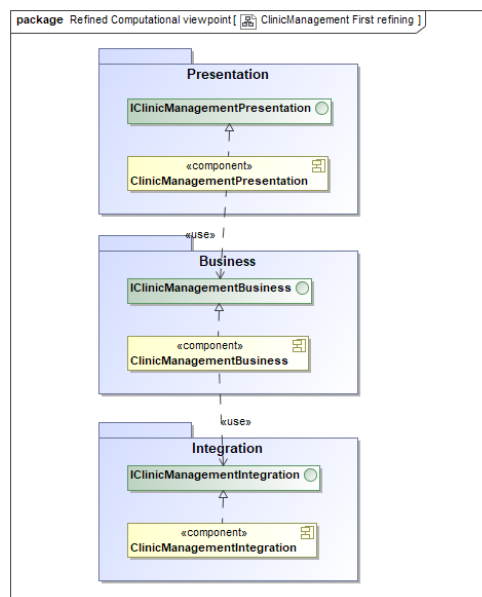 package Refined Computational viewpoint [ ClinicManagement First refining ]
Presentation
IClinicManagementPresentation
«component»
ClinicManagementPresentation
«use»
Business
IClinicManagementBusiness
«component»
ClinicManagementBusiness
«use»
Integration
IClinicManagementIntegration
«component»
ClinicManagementIntegration